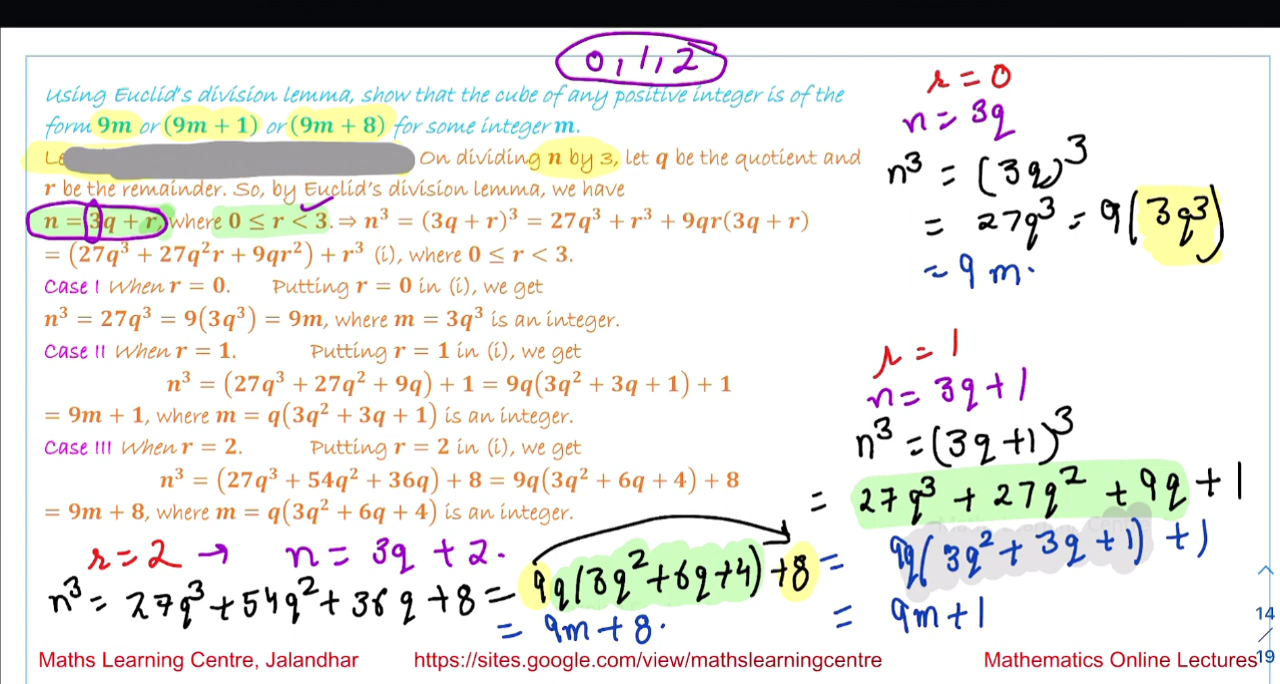 0, 1, 2
Using Euclid's division lemma, show that the cube of any positive integer is of the
form 9m or (9m + 1) or (9m + 8) for some integer m.
On dividing n by 3, let q be the quotient and
r be the remainder. So, by Euclid's division lemma, we have
n = 3q + r, where 0 ≤ r < 3. ⇒ n³ = (3q + r)³ = 27q³ + r³ + 9qr(3q + r)
= (27q³ + 27q²r + 9qr²) + r³ (i), where 0 ≤ r < 3.
Case I When r = 0. Putting r = 0 in (i), we get
n³ = 27q³ = 9(3q³) = 9m, where m = 3q³ is an integer.
Case II When r = 1. Putting r = 1 in (i), we get
n³ = (27q³ + 27q² + 9q) + 1 = 9q(3q² + 3q + 1) + 1
= 9m + 1, where m = q(3q² + 3q + 1) is an integer.
Case III When r = 2. Putting r = 2 in (i), we get
n³ = (27q³ + 54q² + 36q) + 8 = 9q(3q² + 6q + 4) + 8
= 9m + 8, where m = q(3q² + 6q + 4) is an integer.
r = 2 → n = 3q + 2.
n³ = 27q³ + 54q² + 36q + 8 = 9q(3q² + 6q + 4) + 8
= 9m + 8.
r = 0
n = 3q
n³ = (3q)³
= 27q³ = 9(3q³)
= 9m.
r = 1
n = 3q + 1
n³ = (3q + 1)³
= 27q³ + 27q² + 9q + 1
= 9q(3q² + 3q + 1) + 1
= 9m + 1
14
/
19
Maths Learning Centre, Jalandhar https://sites.google.com/view/mathslearningcentre Mathematics Online Lectures